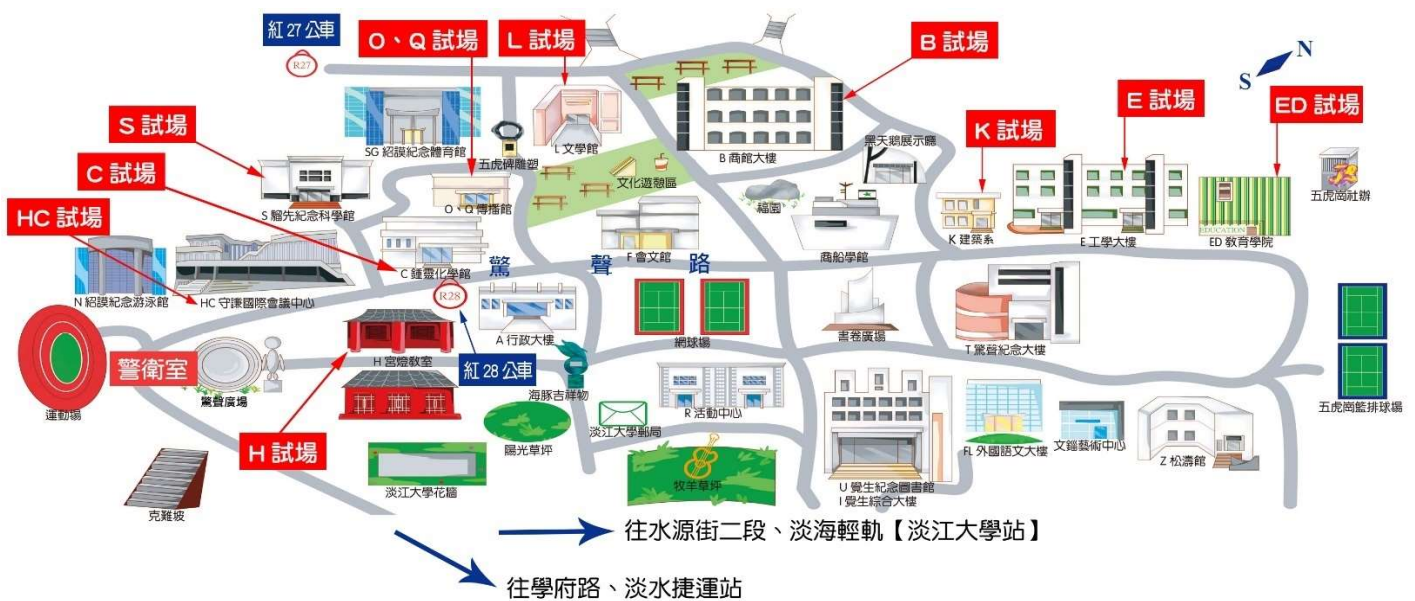 紅 27 公車
R27
O、Q 試場
L 試場
B 試場
N
S
S 試場
C 試場
HC 試場
K 試場
E 試場
ED 試場
SG 紹謨紀念體育館
五虎碑雕塑
L 文學館
B 商館大樓
黑天鵝展示廳
S 騮先紀念科學館
O、Q 傳播館
文化遊憩區
福園
K 建築系
E 工學大樓
EDUCATION
ED 教育學院
五虎崗社辦
N 紹謨紀念游泳館
HC 守謙國際會議中心
C 鍾靈化學館
F 會文館
商船學館
驚 聲 路
R28
A 行政大樓
網球場
書卷廣場
T 驚聲紀念大樓
運動場
警衛室
驚聲廣場
H 宮燈教室
紅 28 公車
海豚吉祥物
R 活動中心
五虎崗籃排球場
H 試場
陽光草坪
淡江大學郵局
FL 外國語文大樓
文錙藝術中心
Z 松濤館
克難坡
淡江大學花牆
牧羊草坪
U 覺生紀念圖書館
I 覺生綜合大樓
往水源街二段、淡海輕軌【淡江大學站】
往學府路、淡水捷運站